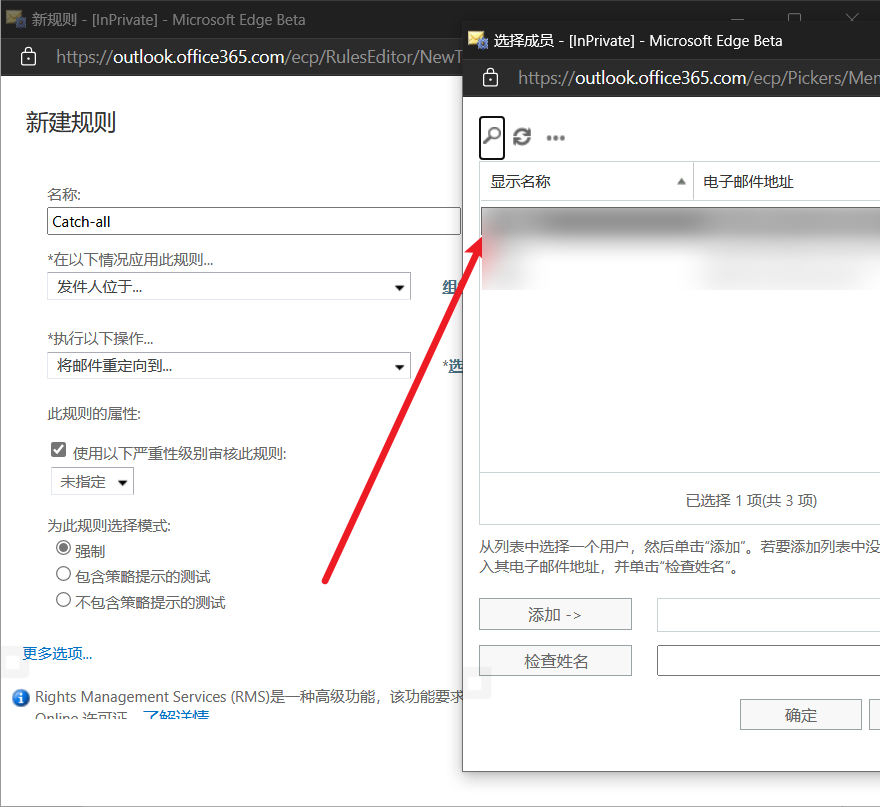 新规则 - [InPrivate] - Microsoft Edge Beta
https://outlook.office365.com/ecp/RulesEditor/NewT
新建规则
名称:
Catch-all
*在以下情况应用此规则...
发件人位于...
组
*执行以下操作...
将邮件重定向到...
*选
此规则的属性:
使用以下严重性级别审核此规则:
未指定
为此规则选择模式:
强制
包含策略提示的测试
不包含策略提示的测试
更多选项...
Rights Management Services (RMS)是一种高级功能，该功能要求
Online 许可证。 了解详情
选择成员 - [InPrivate] - Microsoft Edge Beta
https://outlook.office365.com/ecp/Pickers/Mem
显示名称
电子邮件地址
已选择 1 项(共 3 项)
从列表中选择一个用户，然后单击“添加”。若要添加列表中没
入其电子邮件地址，并单击“检查姓名”。
添加 ->
检查姓名
确定